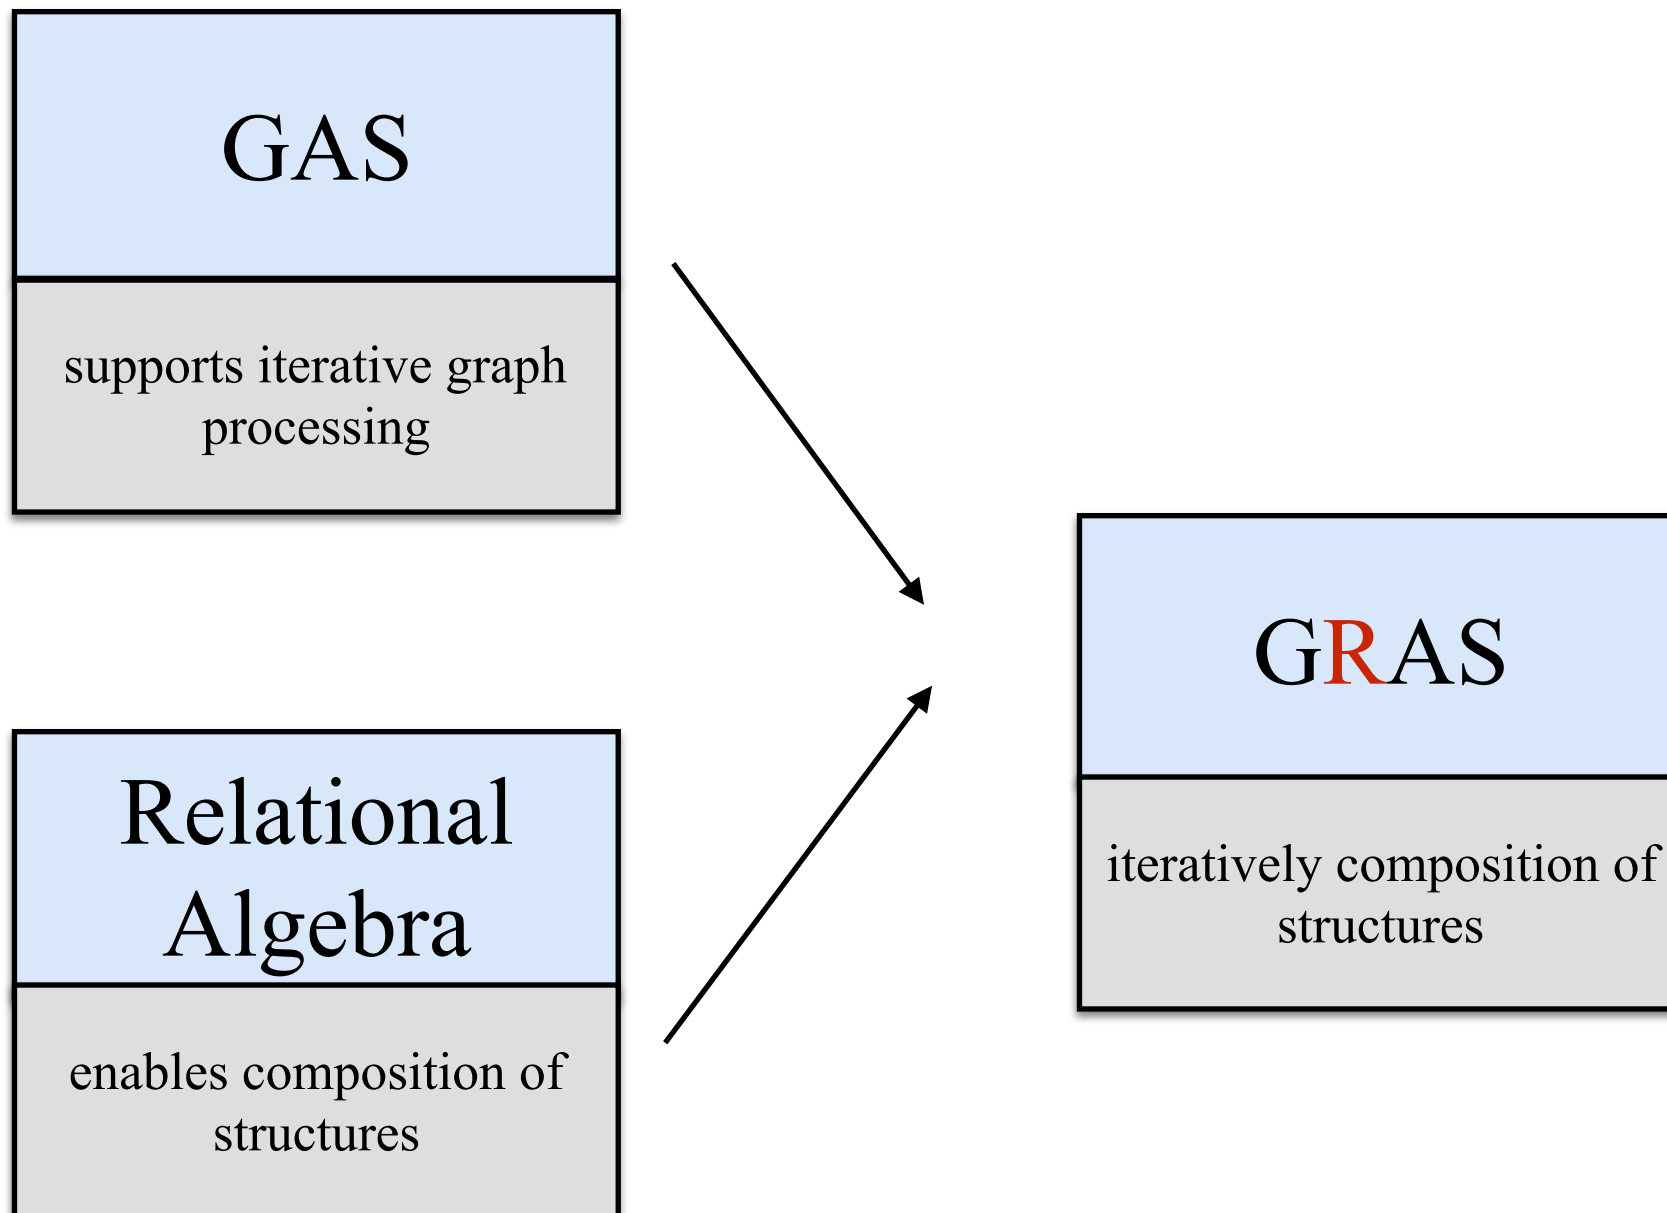 GAS
supports iterative graph
processing
GRAS
iteratively composition of
structures
Relational
Algebra
enables composition of
structures